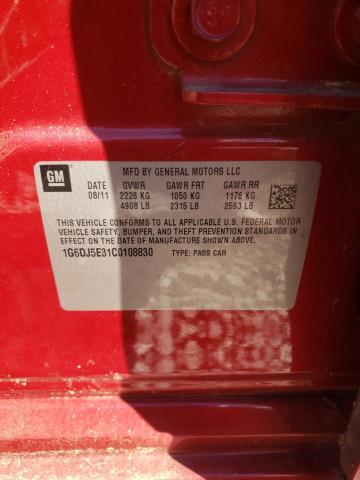 GM
MFD BY GENERAL MOTORS LLC
DATE GVWR GAWR FRT GAWR RR
08/11 2226 KG 1050 KG 1176 KG
4908 LB 2315 LB 2593 LB
THIS VEHICLE CONFORMS TO ALL APPLICABLE U.S. FEDERAL MOTOR
VEHICLE SAFETY, BUMPER, AND THEFT PREVENTION STANDARDS
IN EFFECT ON THE DATE OF MANUFACTURE SHOWN ABOVE.
1G6DJ5E31C0108830 TYPE: PASS CAR